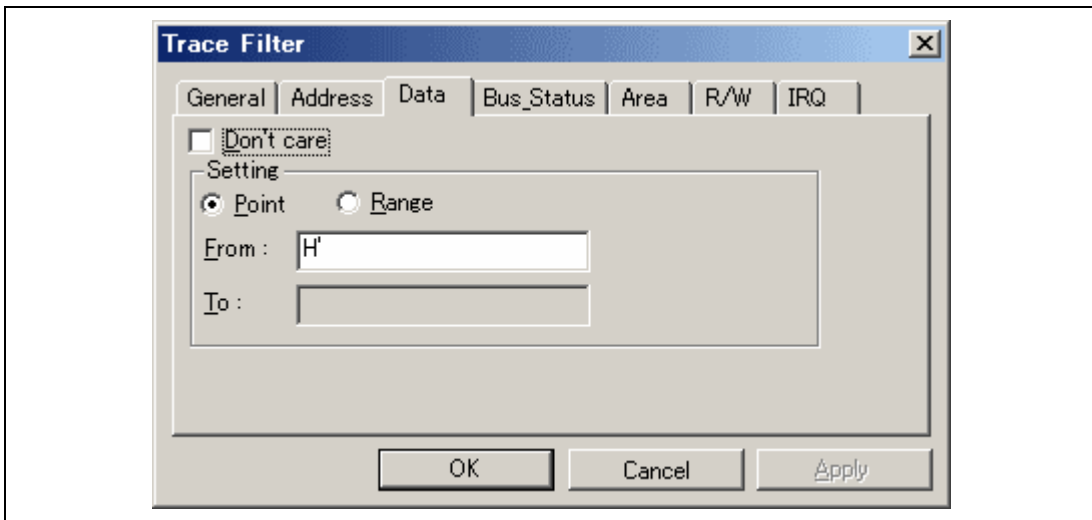 Trace Filter
General Address Data Bus_Status Area R/W IRQ
Don't care
Setting
Point Range
From : H'
To :
OK Cancel Apply